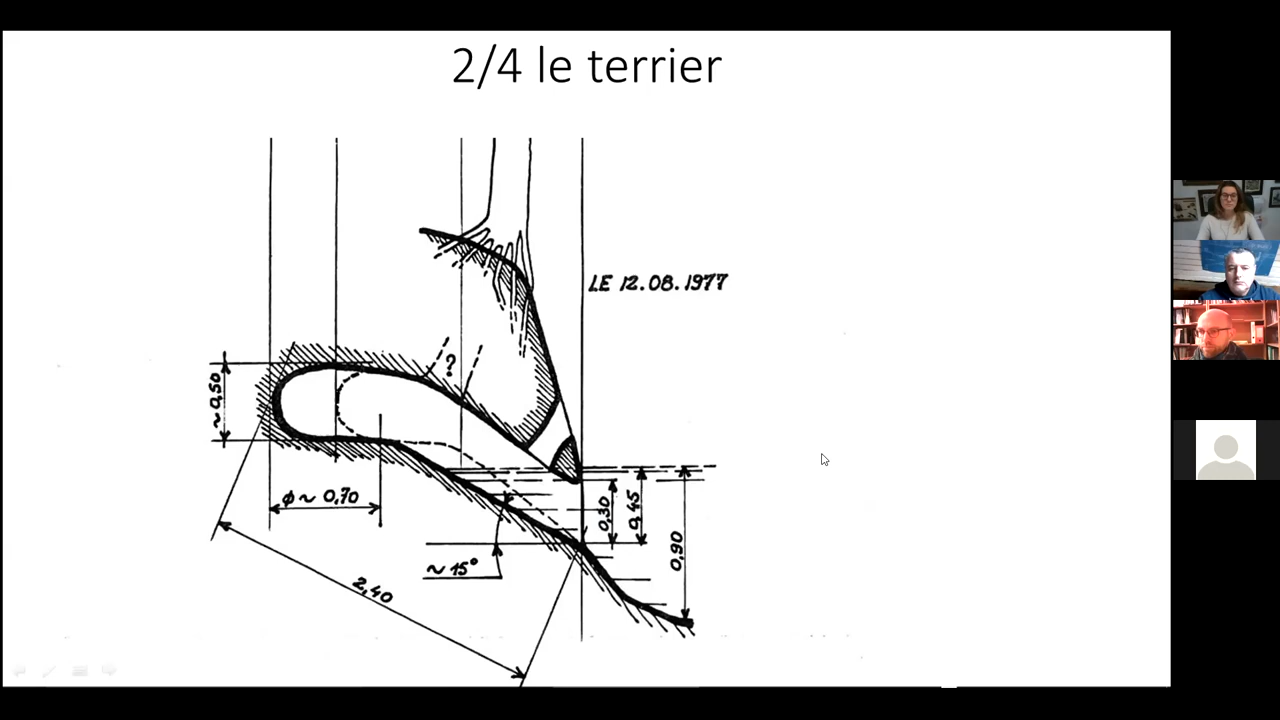 2/4 le terrier
LE 12.08.1977
?
~0,50
ϕ~0,70
0,30
0,45
0,90
~15°
2,40